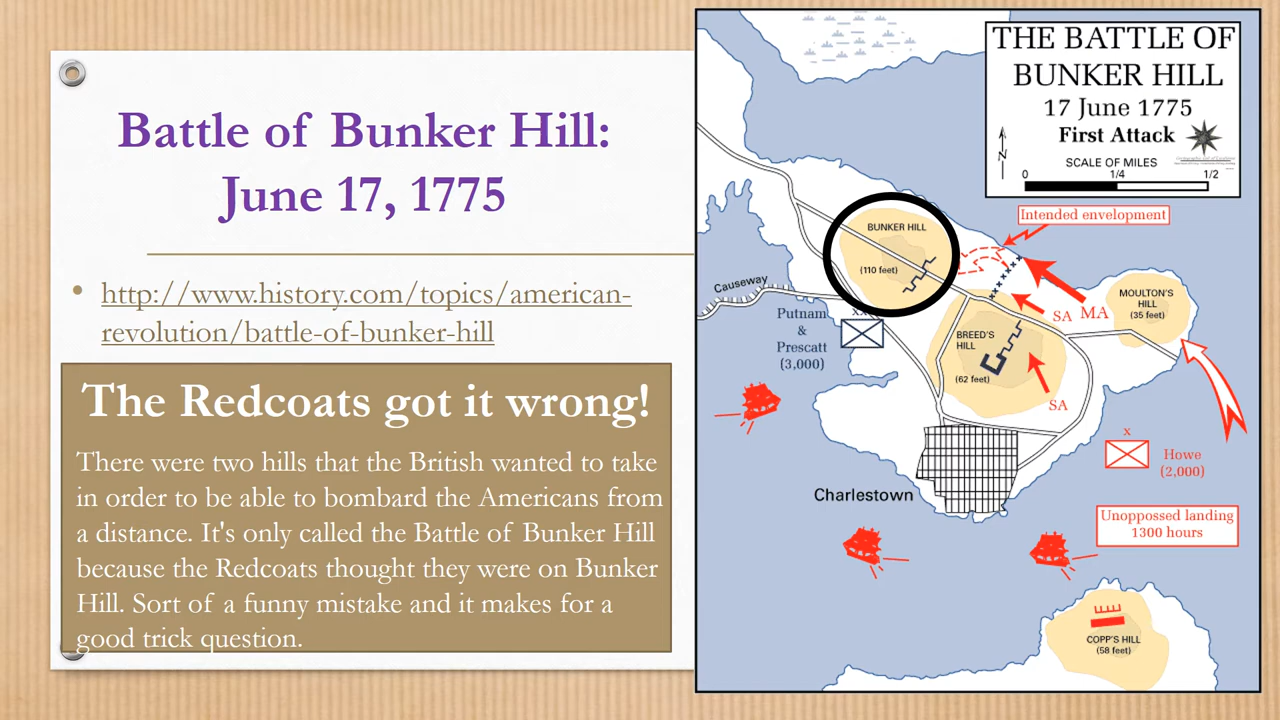 Battle of Bunker Hill:
June 17, 1775
• http://www.history.com/topics/american-
revolution/battle-of-bunker-hill
The Redcoats got it wrong!
There were two hills that the British wanted to take
in order to be able to bombard the Americans from
a distance. It's only called the Battle of Bunker Hill
because the Redcoats thought they were on Bunker
Hill. Sort of a funny mistake and it makes for a
good trick question.
THE BATTLE OF
BUNKER HILL
17 June 1775
First Attack
N
SCALE OF MILES
0 1/4 1/2
Intended envelopment
BUNKER HILL
(110 feet)
Causeway
MOULTON'S
HILL
(35 feet)
SA MA
xx
Putnam
&
Prescatt
(3,000)
BREED'S
HILL
(62 feet)
SA
x
Howe
(2,000)
Charlestown
Unoppossed landing
1300 hours
COPP'S HILL
(58 feet)